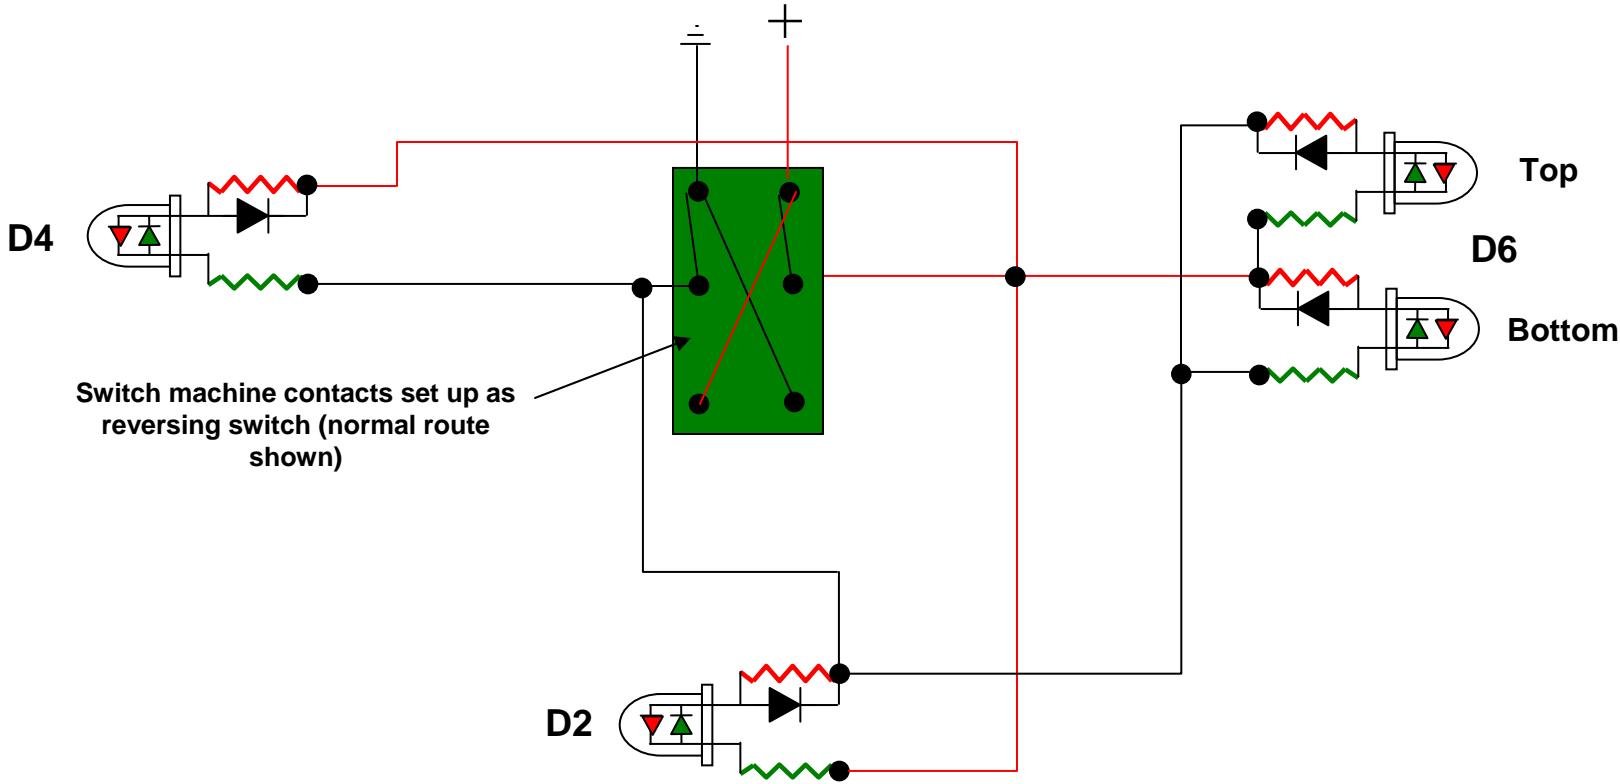 +
Top
D4
D6
Bottom
Switch machine contacts set up as
reversing switch (normal route
shown)
D2